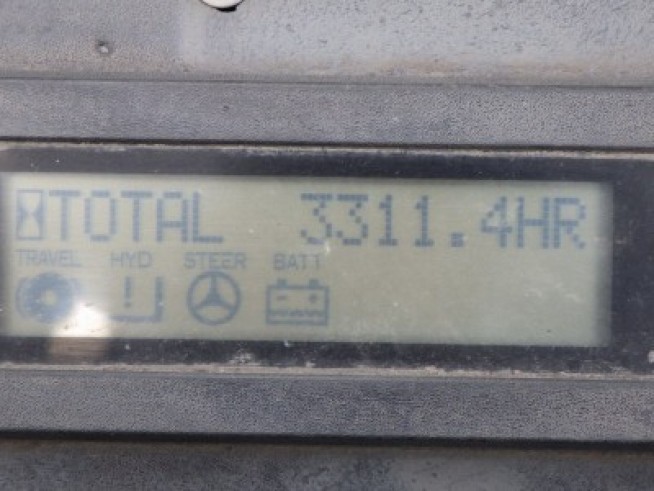 TOTAL 3311.4HR
TRAVEL HYD STEER BATT